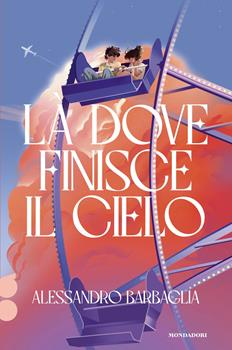 LÀ DOVE
FINISCE
IL CIELO
ALESSANDRO BARBAGLIA
MONDADORI